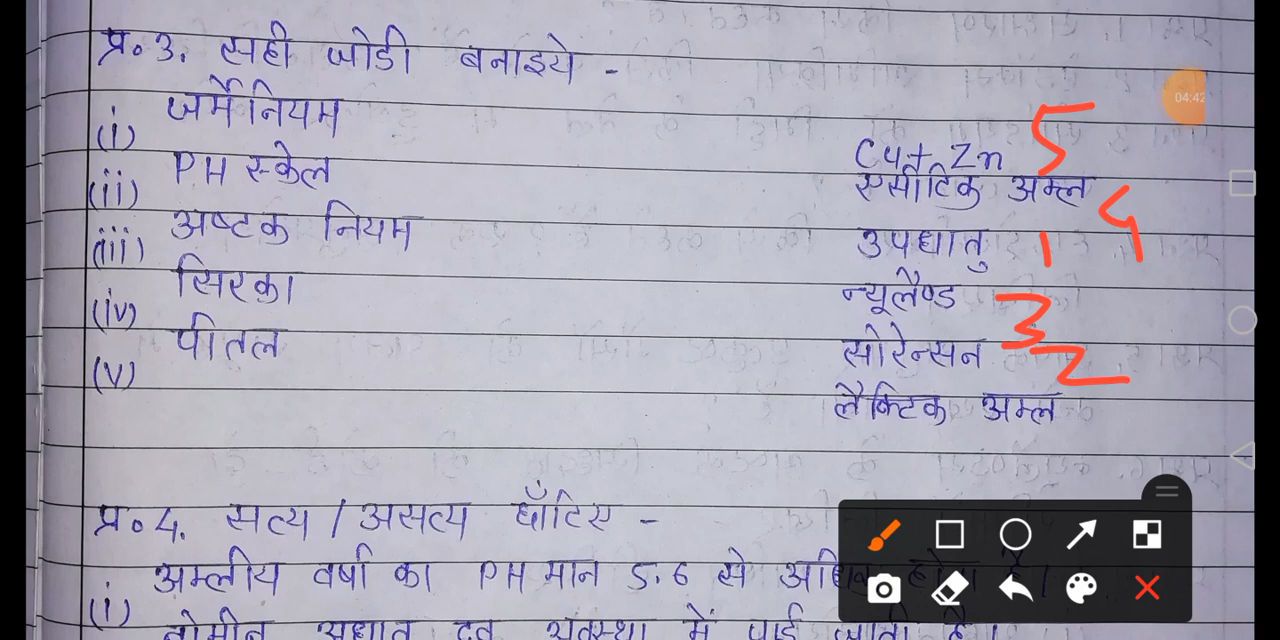 प्र॰ 3. सही जोडी बनाइये -
(i) जर्मेनियम
Cu + Zn 5
(ii) PH स्केल
एसीटिक अम्ल 4
(iii) अष्टक नियम
उपधातु 1
(iv) सिरका
न्यूलैण्ड 3
(v) पीतल
सोरेन्सन 2
लैक्टिक अम्ल
प्र॰ 4. सत्य / असत्य छाँटिए -
(i) अम्लीय वर्षा का PH मान 5.6 से
04:42